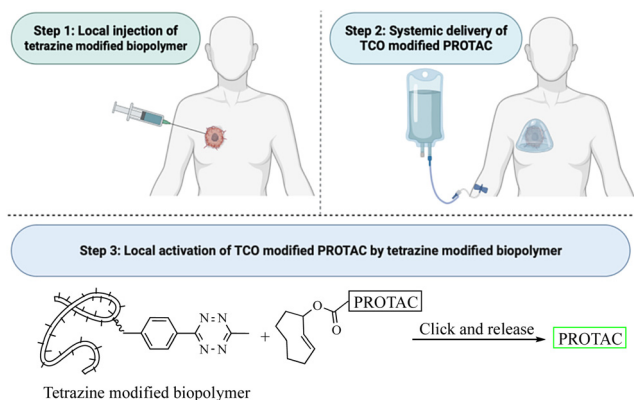 Step 1: Local injection of
tetrazine modified biopolymer
Step 2: Systemic delivery of
TCO modified PROTAC
Step 3: Local activation of TCO modified PROTAC by tetrazine modified biopolymer
N=N
N=N
+
O
O
PROTAC
Click and release
PROTAC
Tetrazine modified biopolymer